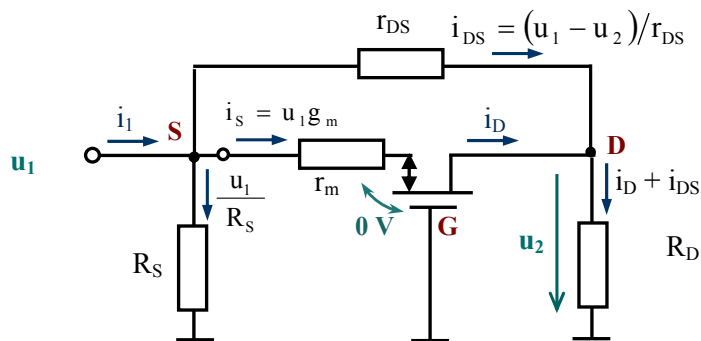 r_DS
i_DS = (u_1 − u_2)/r_DS
i_1
S
i_S = u_1 g_m
i_D
D
u_1
u_1/R_S
r_m
i_D + i_DS
0 V
G
u_2
R_S
R_D